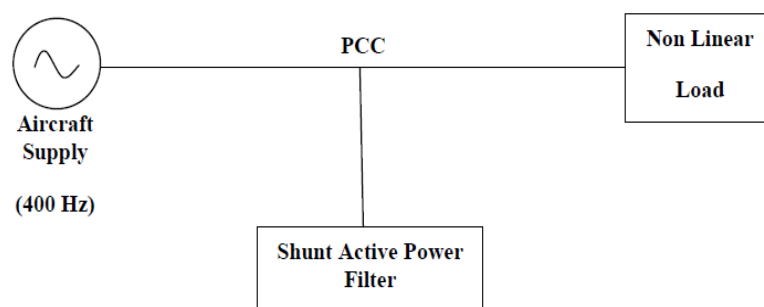 PCC
Non Linear
Load
Aircraft
Supply
(400 Hz)
Shunt Active Power
Filter